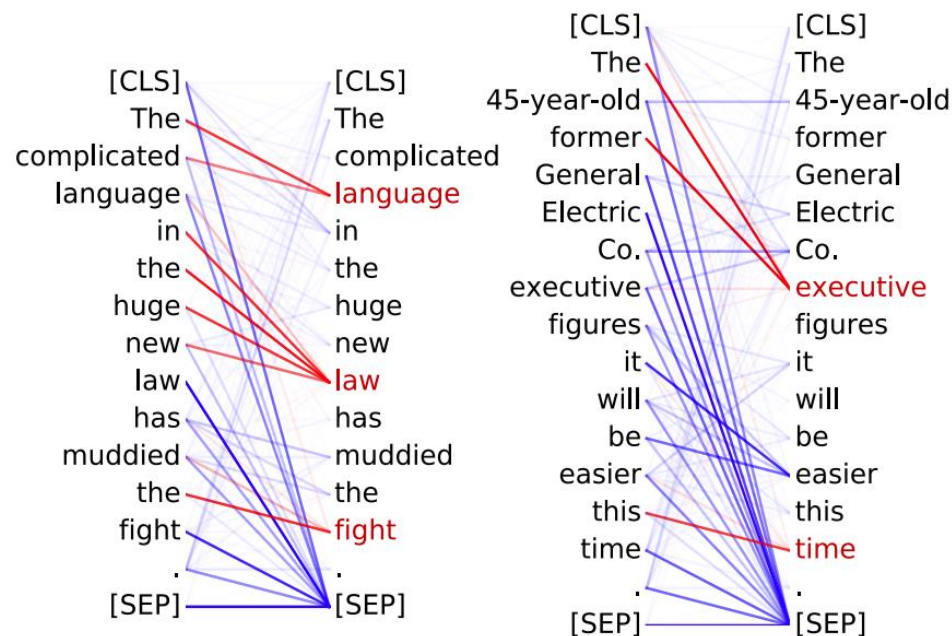 [CLS] [CLS]
The The
complicated complicated
language language
in in
the the
huge huge
new new
law law
has has
muddied muddied
the the
fight fight
. .
[SEP] [SEP]
[CLS] [CLS]
The The
45-year-old 45-year-old
former former
General General
Electric Electric
Co. Co.
executive executive
figures figures
it it
will will
be be
easier easier
this this
time time
. .
[SEP] [SEP]